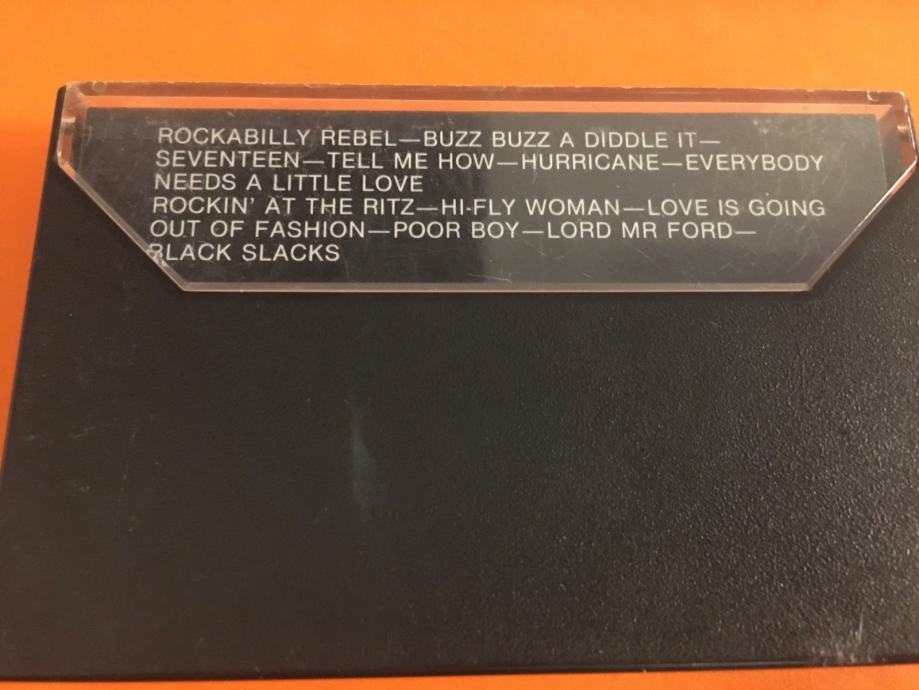 ROCKABILLY REBEL—BUZZ BUZZ A DIDDLE IT—
SEVENTEEN—TELL ME HOW—HURRICANE—EVERYBODY
NEEDS A LITTLE LOVE
ROCKIN' AT THE RITZ—HI-FLY WOMAN—LOVE IS GOING
OUT OF FASHION—POOR BOY—LORD MR FORD—
BLACK SLACKS